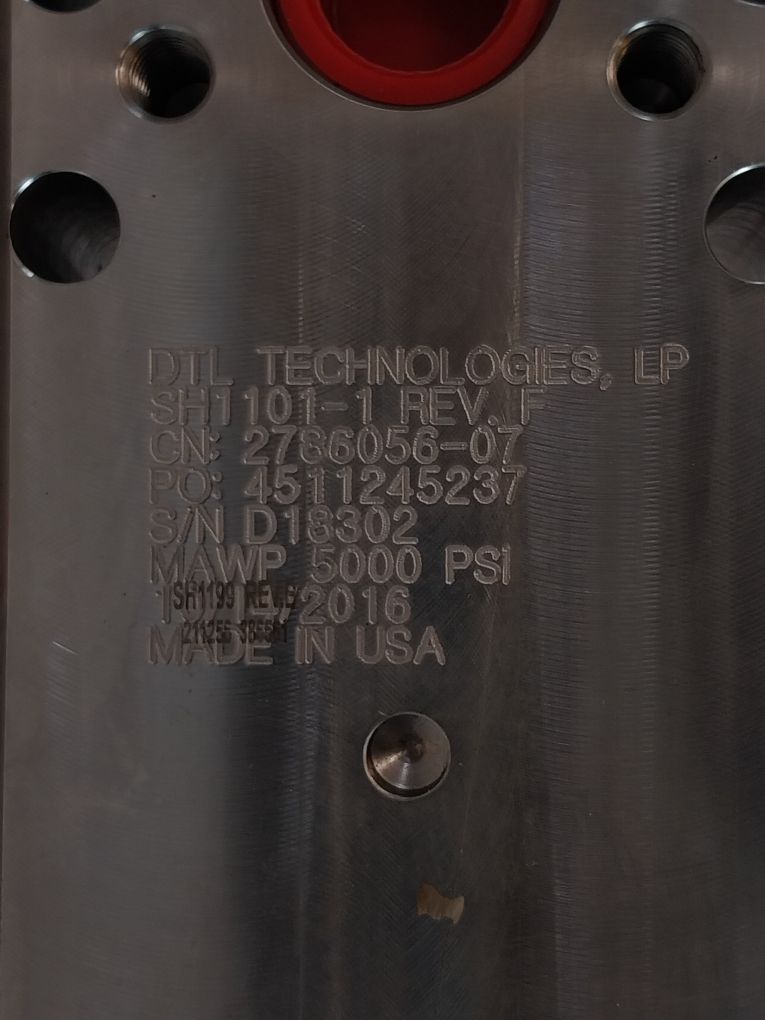 DTL TECHNOLOGIES, LP
SH1101-1 REV. F
CN: 2786056-07
PO: 4511245237
S/N D18302
MAWP 5000 PSI
2016
SH1199
MADE IN USA